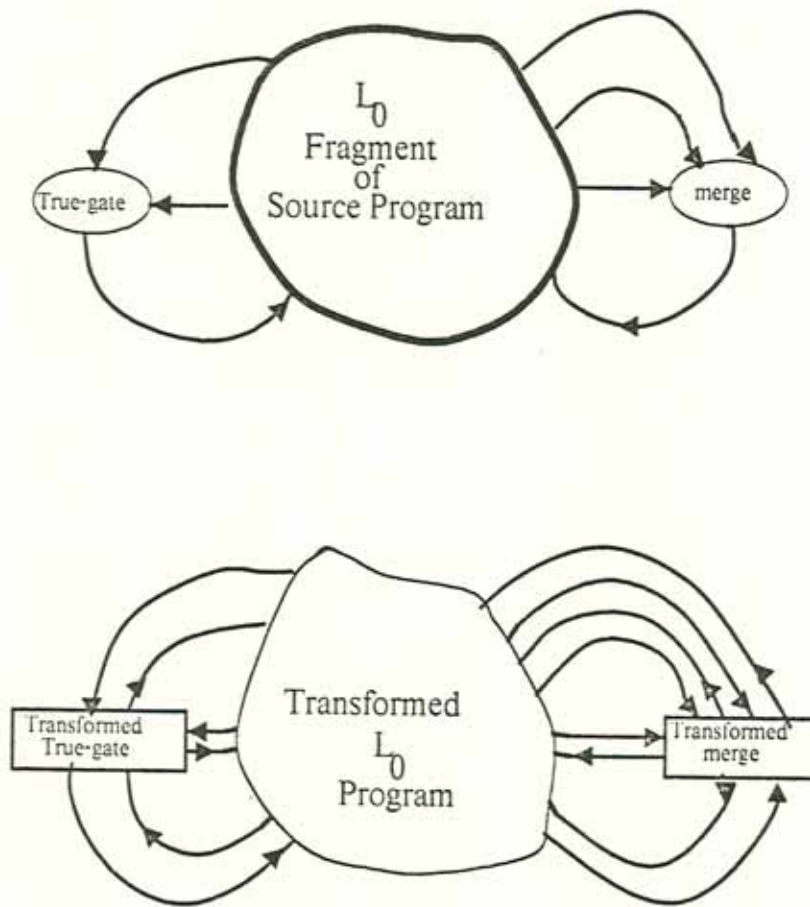 L0
Fragment
of
Source Program
True-gate
merge
Transformed
L0
Program
Transformed
True-gate
Transformed
merge